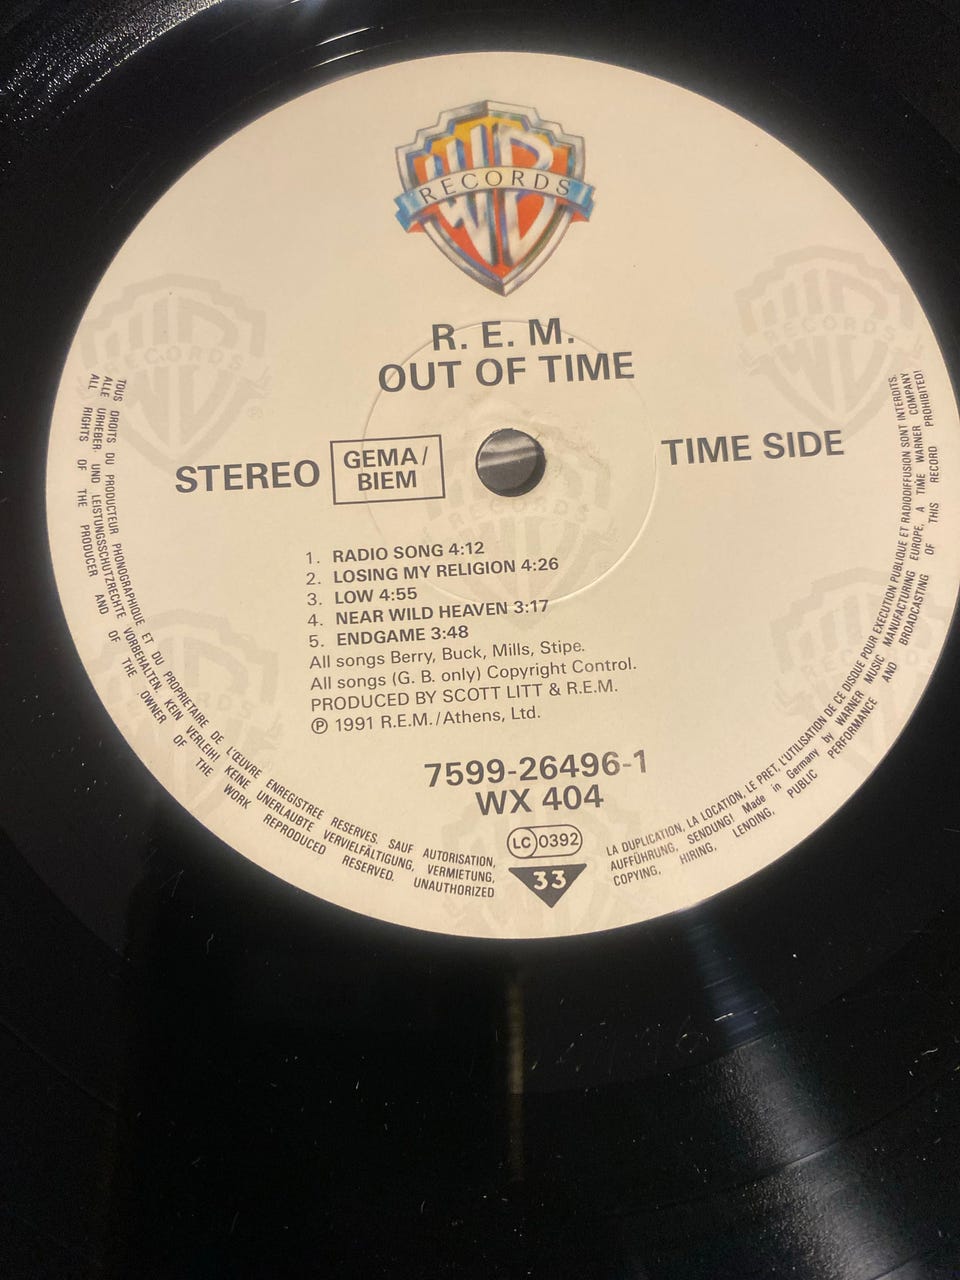 WB
RECORDS
R. E. M.
OUT OF TIME
STEREO
GEMA/
BIEM
TIME SIDE
1. RADIO SONG 4:12
2. LOSING MY RELIGION 4:26
3. LOW 4:55
4. NEAR WILD HEAVEN 3:17
5. ENDGAME 3:48
All songs Berry, Buck, Mills, Stipe.
All songs (G. B. only) Copyright Control.
PRODUCED BY SCOTT LITT & R.E.M.
℗ 1991 R.E.M./Athens, Ltd.
7599-26496-1
WX 404
LC 0392
33
TOUS DROITS DU PRODUCTEUR PHONOGRAPHIQUE ET DU PROPRIETAIRE DE L'ŒUVRE ENREGISTREE RESERVES. SAUF AUTORISATION, LA DUPLICATION, LA LOCATION, LE PRET, L'UTILISATION DE CE DISQUE POUR EXECUTION PUBLIQUE ET RADIODIFFUSION SONT INTERDITS.
ALLE URHEBER- UND LEISTUNGSSCHUTZRECHTE VORBEHALTEN. KEIN VERLEIH! KEINE UNERLAUBTE VERVIELFÄLTIGUNG, VERMIETUNG, AUFFÜHRUNG, SENDUNG! Made in Germany by WARNER MUSIC MANUFACTURING EUROPE, A TIME WARNER COMPANY
ALL RIGHTS OF THE PRODUCER AND OF THE OWNER OF THE WORK REPRODUCED RESERVED. UNAUTHORIZED COPYING, HIRING, LENDING, PUBLIC PERFORMANCE AND BROADCASTING OF THIS RECORD PROHIBITED!